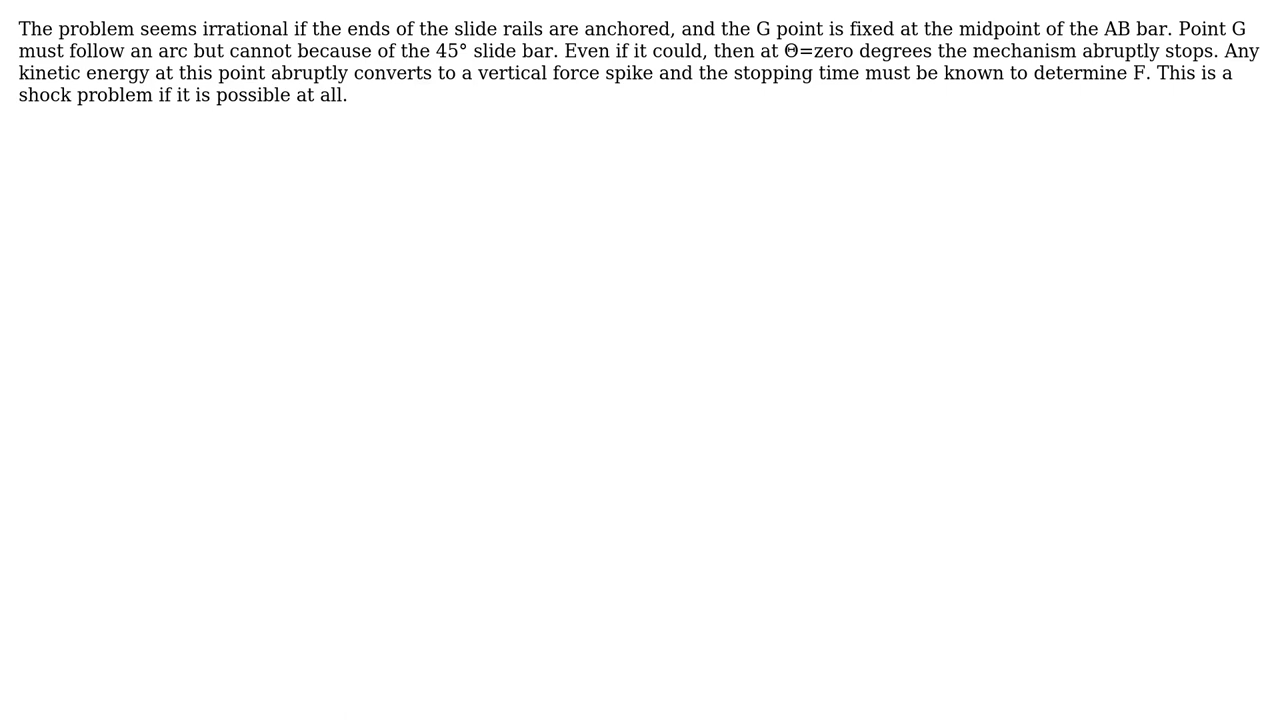 The problem seems irrational if the ends of the slide rails are anchored, and the G point is fixed at the midpoint of the AB bar. Point G
must follow an arc but cannot because of the 45° slide bar. Even if it could, then at Θ=zero degrees the mechanism abruptly stops. Any
kinetic energy at this point abruptly converts to a vertical force spike and the stopping time must be known to determine F. This is a
shock problem if it is possible at all.